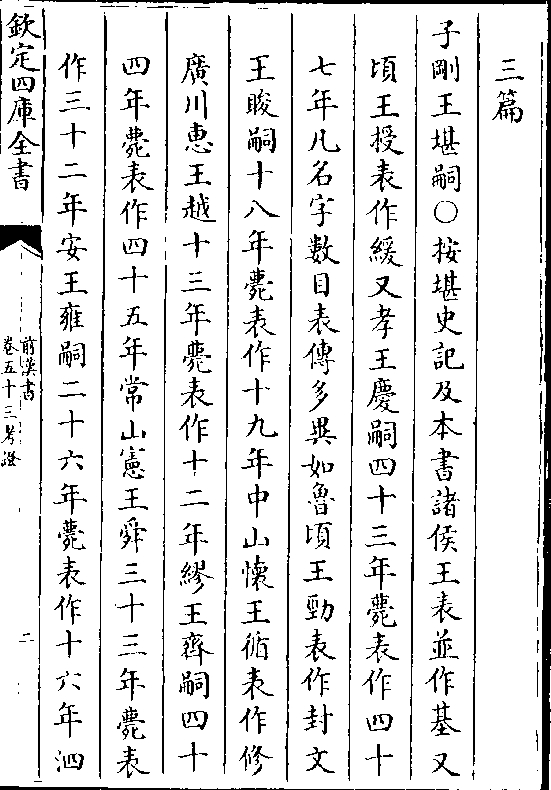 三篇
子剛王堪嗣○按堪史記及本書諸侯王表並作基又
頃王授表作緩又孝王慶嗣四十三年薨表作四十
七年凡名字數目表傳多異如魯頃王勁表作封文
王睃嗣十八年薨表作十九年中山懷王循表作修
廣川惠王越十三年薨表作十二年繆王齊嗣四十
四年薨表作四十五年常山憲王舜三十三年薨表
作三十二年安王雍嗣二十六年薨表作十六年泗
欽定四庫全書
前漢書
卷五十三考證
二